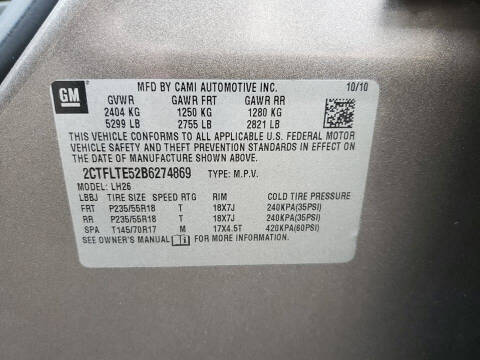 GM
MFD BY CAMI AUTOMOTIVE INC. 10/10
GVWR GAWR FRT GAWR RR
2404 KG 1250 KG 1280 KG
5299 LB 2755 LB 2821 LB
THIS VEHICLE CONFORMS TO ALL APPLICABLE U.S. FEDERAL MOTOR
VEHICLE SAFETY AND THEFT PREVENTION STANDARDS IN EFFECT ON THE
DATE OF MANUFACTURE SHOWN ABOVE.
2CTFLTE52B6274869 TYPE: M.P.V.
MODEL: LH26
LBBJ TIRE SIZE SPEED RTG RIM COLD TIRE PRESSURE
FRT P235/55R18 T 18X7J 240KPA(35PSI)
RR P235/55R18 T 18X7J 240KPA(35PSI)
SPA T145/70R17 M 17X4.5T 420KPA(60PSI)
SEE OWNER'S MANUAL i FOR MORE INFORMATION.